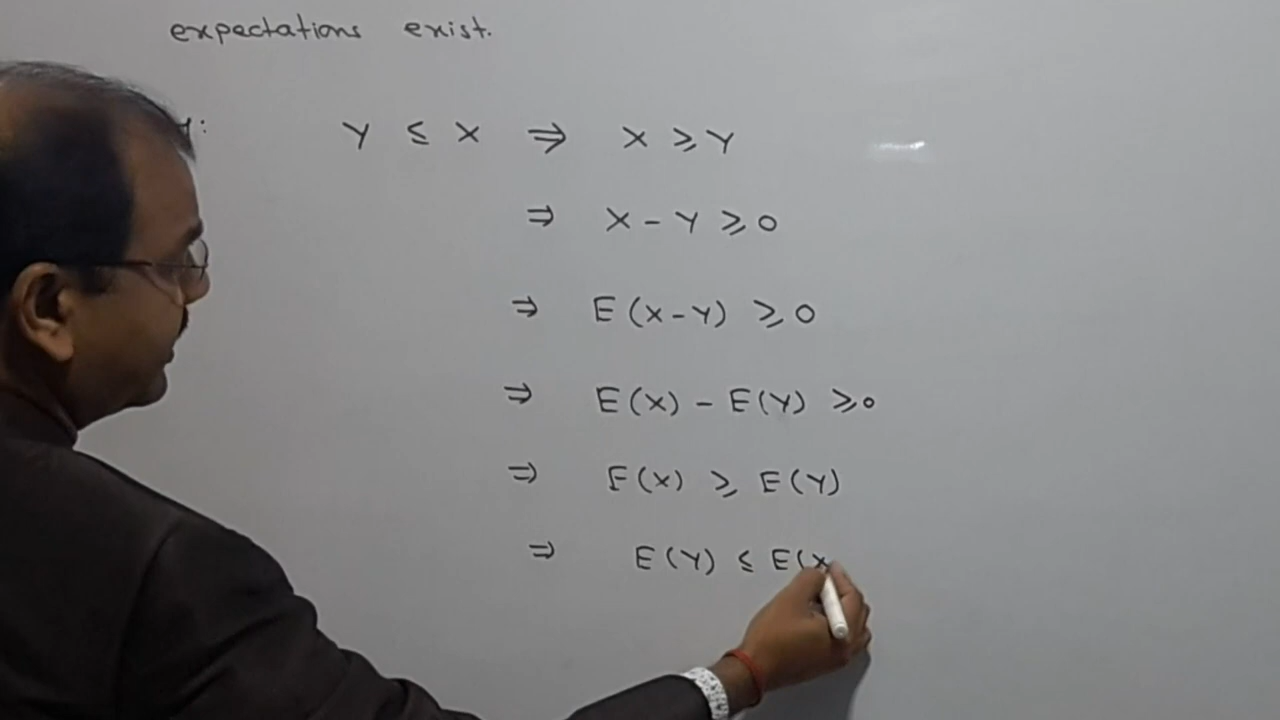 expectations exist.
Y ≤ X ⇒ X ⩾ Y
⇒ X - Y ⩾ 0
⇒ E(X-Y) ⩾ 0
⇒ E(X) - E(Y) ⩾ 0
⇒ E(X) ⩾ E(Y)
⇒ E(Y) ≤ E(X